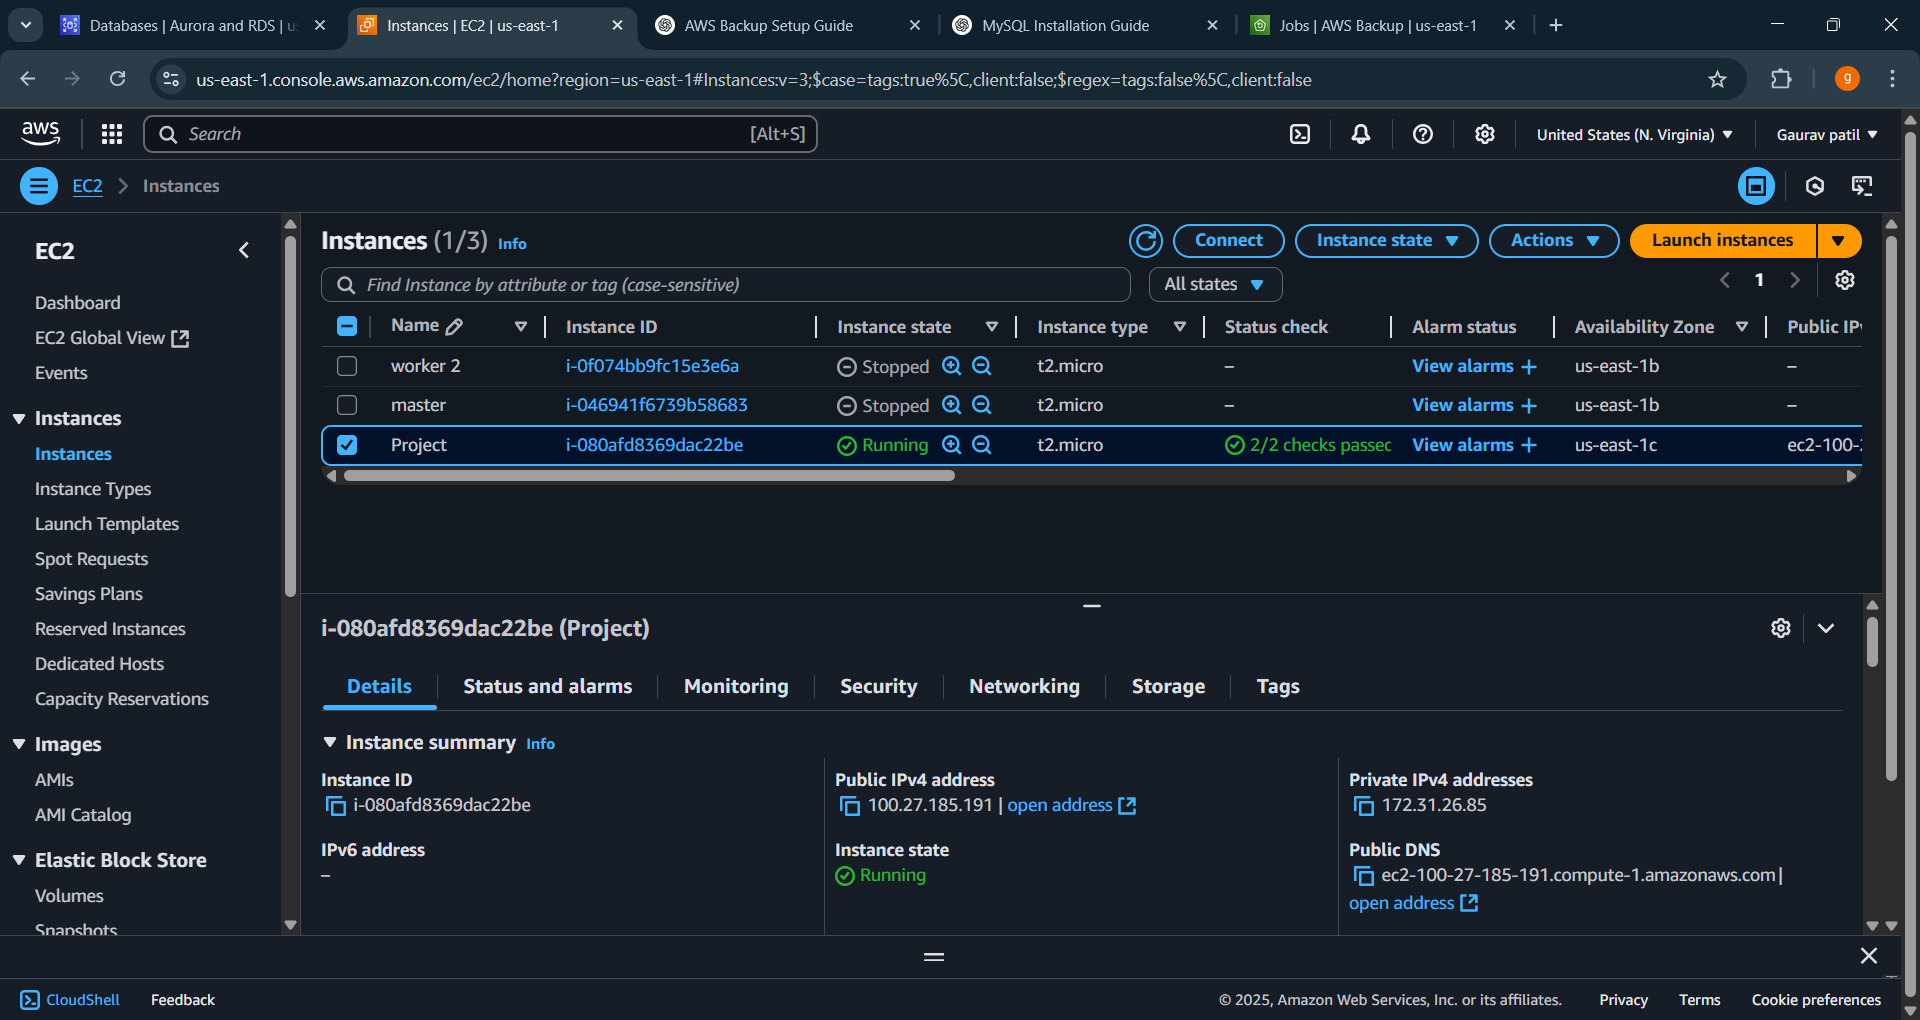 Databases | Aurora and RDS | us
Instances | EC2 | us-east-1
AWS Backup Setup Guide
MySQL Installation Guide
Jobs | AWS Backup | us-east-1
us-east-1.console.aws.amazon.com/ec2/home?region=us-east-1#Instances:v=3;$case=tags:true%5C,client:false;$regex=tags:false%5C,client:false
g
aws
Search
[Alt+S]
United States (N. Virginia)
Gaurav patil
EC2
Instances
EC2
Dashboard
EC2 Global View
Events
Instances
Instances
Instance Types
Launch Templates
Spot Requests
Savings Plans
Reserved Instances
Dedicated Hosts
Capacity Reservations
Images
AMIs
AMI Catalog
Elastic Block Store
Volumes
Snapshots
Instances (1/3) Info
Connect
Instance state
Actions
Launch instances
Find Instance by attribute or tag (case-sensitive)
All states
1
Name Instance ID Instance state Instance type Status check Alarm status Availability Zone Public IPv
worker 2 i-0f074bb9fc15e3e6a Stopped t2.micro – View alarms + us-east-1b –
master i-046941f6739b58683 Stopped t2.micro – View alarms + us-east-1b –
Project i-080afd8369dac22be Running t2.micro 2/2 checks passec View alarms + us-east-1c ec2-100-2
i-080afd8369dac22be (Project)
Details
Status and alarms
Monitoring
Security
Networking
Storage
Tags
Instance summary Info
Instance ID
i-080afd8369dac22be
Public IPv4 address
100.27.185.191 | open address
Private IPv4 addresses
172.31.26.85
IPv6 address
–
Instance state
Running
Public DNS
ec2-100-27-185-191.compute-1.amazonaws.com |
open address
CloudShell
Feedback
© 2025, Amazon Web Services, Inc. or its affiliates.
Privacy
Terms
Cookie preferences